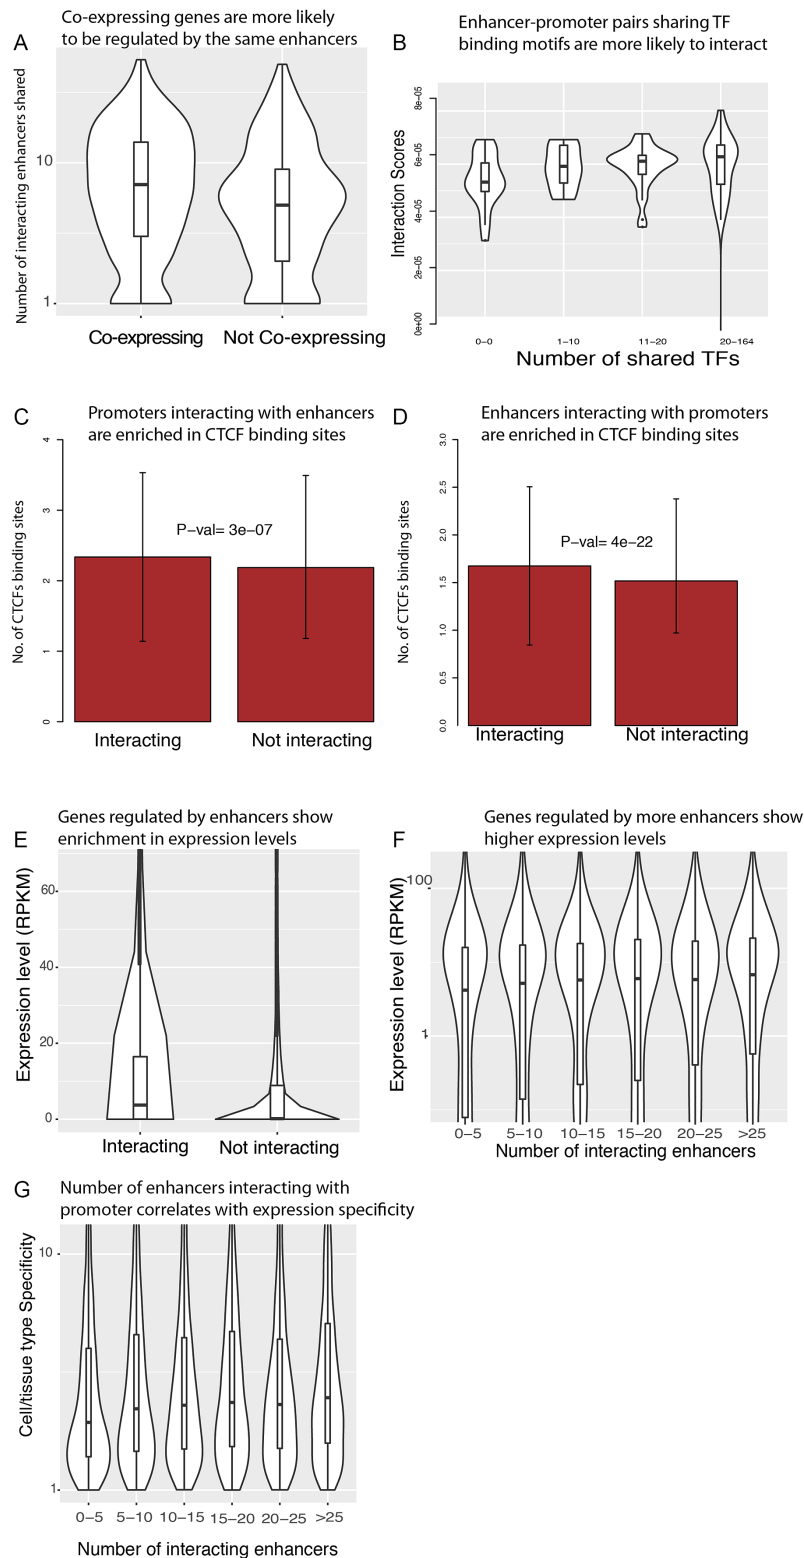 A
Co-expressing genes are more likely
to be regulated by the same enhancers
Number of interacting enhancers shared
10
1
Co-expressing
Not Co-expressing
B
Enhancer-promoter pairs sharing TF
binding motifs are more likely to interact
Interaction Scores
8e-05
6e-05
4e-05
2e-05
0e+00
0-0
1-10
11-20
20-164
Number of shared TFs
C
Promoters interacting with enhancers
are enriched in CTCF binding sites
No. of CTCFs binding sites
4
3
2
1
0
P-val= 3e-07
Interacting
Not interacting
D
Enhancers interacting with promoters
are enriched in CTCF binding sites
No. of CTCFs binding sites
3.0
2.5
2.0
1.5
1.0
0.5
0.0
P-val= 4e-22
Interacting
Not interacting
E
Genes regulated by enhancers show
enrichment in expression levels
Expression level (RPKM)
60
40
20
0
Interacting
Not interacting
F
Genes regulated by more enhancers show
higher expression levels
Expression level (RPKM)
100
1
0-5
5-10
10-15
15-20
20-25
>25
Number of interacting enhancers
G
Number of enhancers interacting with
promoter correlates with expression specificity
Cell/tissue type Specificity
10
1
0-5
5-10
10-15
15-20
20-25
>25
Number of interacting enhancers